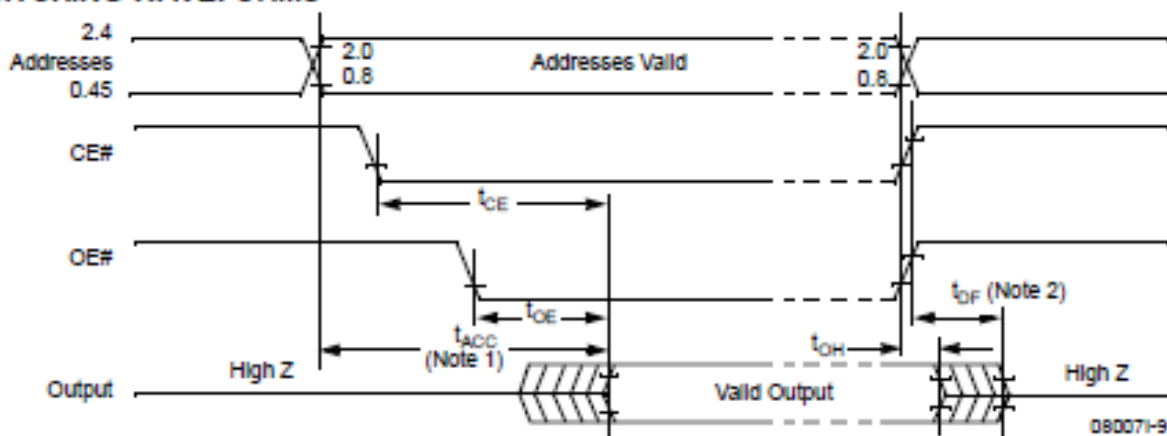 2.4
Addresses
0.45
2.0
0.8
Addresses Valid
2.0
0.8
CE#
tCE
OE#
tOE
tDF (Note 2)
tACC
(Note 1)
tOH
Output
High Z
Valid Output
High Z
08007I-9